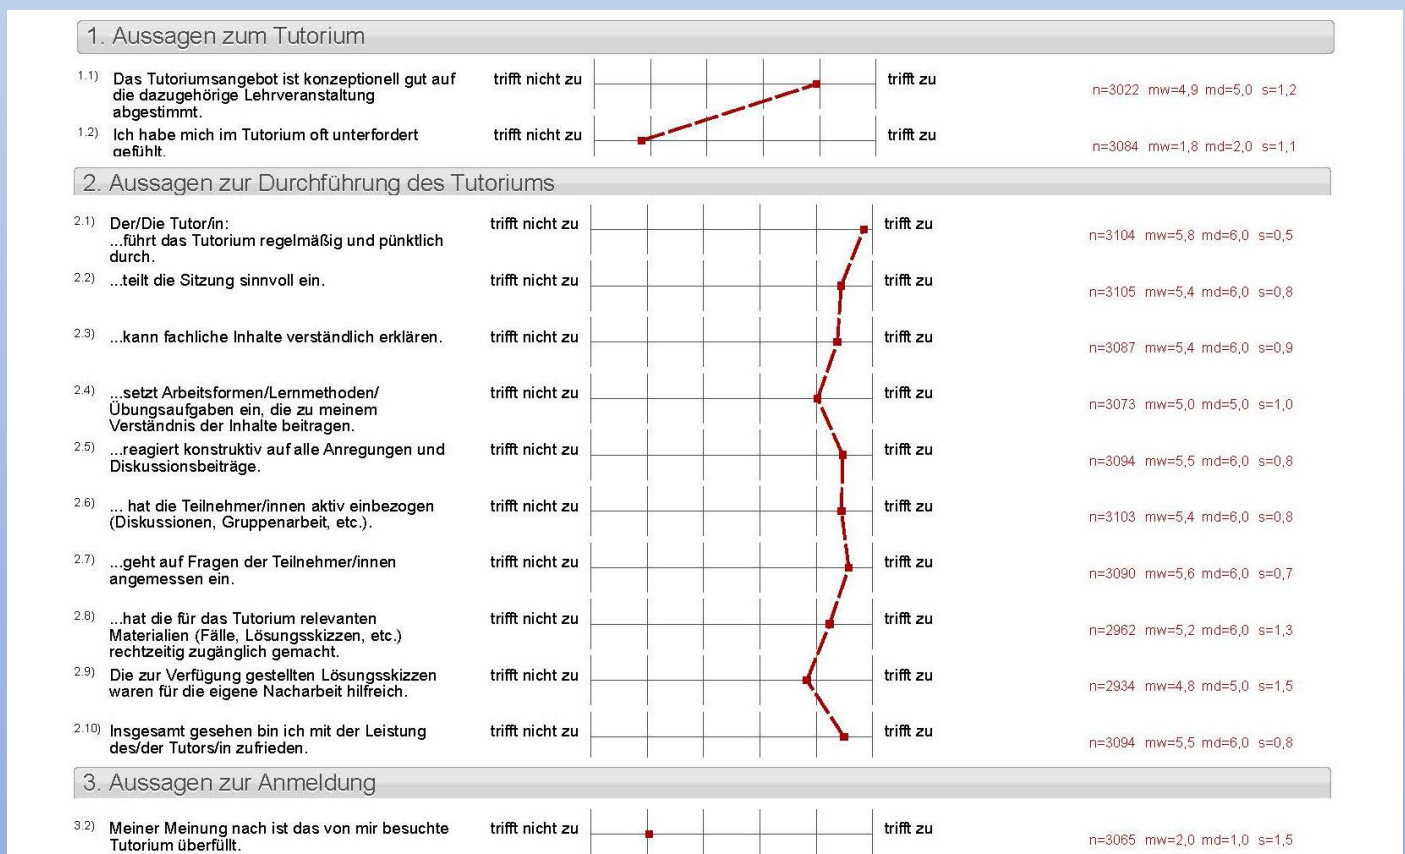 1. Aussagen zum Tutorium
1.1) Das Tutoriumsangebot ist konzeptionell gut auf
die dazugehörige Lehrveranstaltung
abgestimmt.
trifft nicht zu
trifft zu
n=3022 mw=4,9 md=5,0 s=1,2
1.2) Ich habe mich im Tutorium oft unterfordert
gefühlt.
trifft nicht zu
trifft zu
n=3084 mw=1,8 md=2,0 s=1,1
2. Aussagen zur Durchführung des Tutoriums
2.1) Der/Die Tutor/in:
...führt das Tutorium regelmäßig und pünktlich
durch.
trifft nicht zu
trifft zu
n=3104 mw=5,8 md=6,0 s=0,5
2.2) ...teilt die Sitzung sinnvoll ein.
trifft nicht zu
trifft zu
n=3105 mw=5,4 md=6,0 s=0,8
2.3) ...kann fachliche Inhalte verständlich erklären.
trifft nicht zu
trifft zu
n=3087 mw=5,4 md=6,0 s=0,9
2.4) ...setzt Arbeitsformen/Lernmethoden/
Übungsaufgaben ein, die zu meinem
Verständnis der Inhalte beitragen.
trifft nicht zu
trifft zu
n=3073 mw=5,0 md=5,0 s=1,0
2.5) ...reagiert konstruktiv auf alle Anregungen und
Diskussionsbeiträge.
trifft nicht zu
trifft zu
n=3094 mw=5,5 md=6,0 s=0,8
2.6) ... hat die Teilnehmer/innen aktiv einbezogen
(Diskussionen, Gruppenarbeit, etc.).
trifft nicht zu
trifft zu
n=3103 mw=5,4 md=6,0 s=0,8
2.7) ...geht auf Fragen der Teilnehmer/innen
angemessen ein.
trifft nicht zu
trifft zu
n=3090 mw=5,6 md=6,0 s=0,7
2.8) ...hat die für das Tutorium relevanten
Materialien (Fälle, Lösungsskizzen, etc.)
rechtzeitig zugänglich gemacht.
trifft nicht zu
trifft zu
n=2962 mw=5,2 md=6,0 s=1,3
2.9) Die zur Verfügung gestellten Lösungsskizzen
waren für die eigene Nacharbeit hilfreich.
trifft nicht zu
trifft zu
n=2934 mw=4,8 md=5,0 s=1,5
2.10) Insgesamt gesehen bin ich mit der Leistung
des/der Tutors/in zufrieden.
trifft nicht zu
trifft zu
n=3094 mw=5,5 md=6,0 s=0,8
3. Aussagen zur Anmeldung
3.2) Meiner Meinung nach ist das von mir besuchte
Tutorium überfüllt.
trifft nicht zu
trifft zu
n=3065 mw=2,0 md=1,0 s=1,5